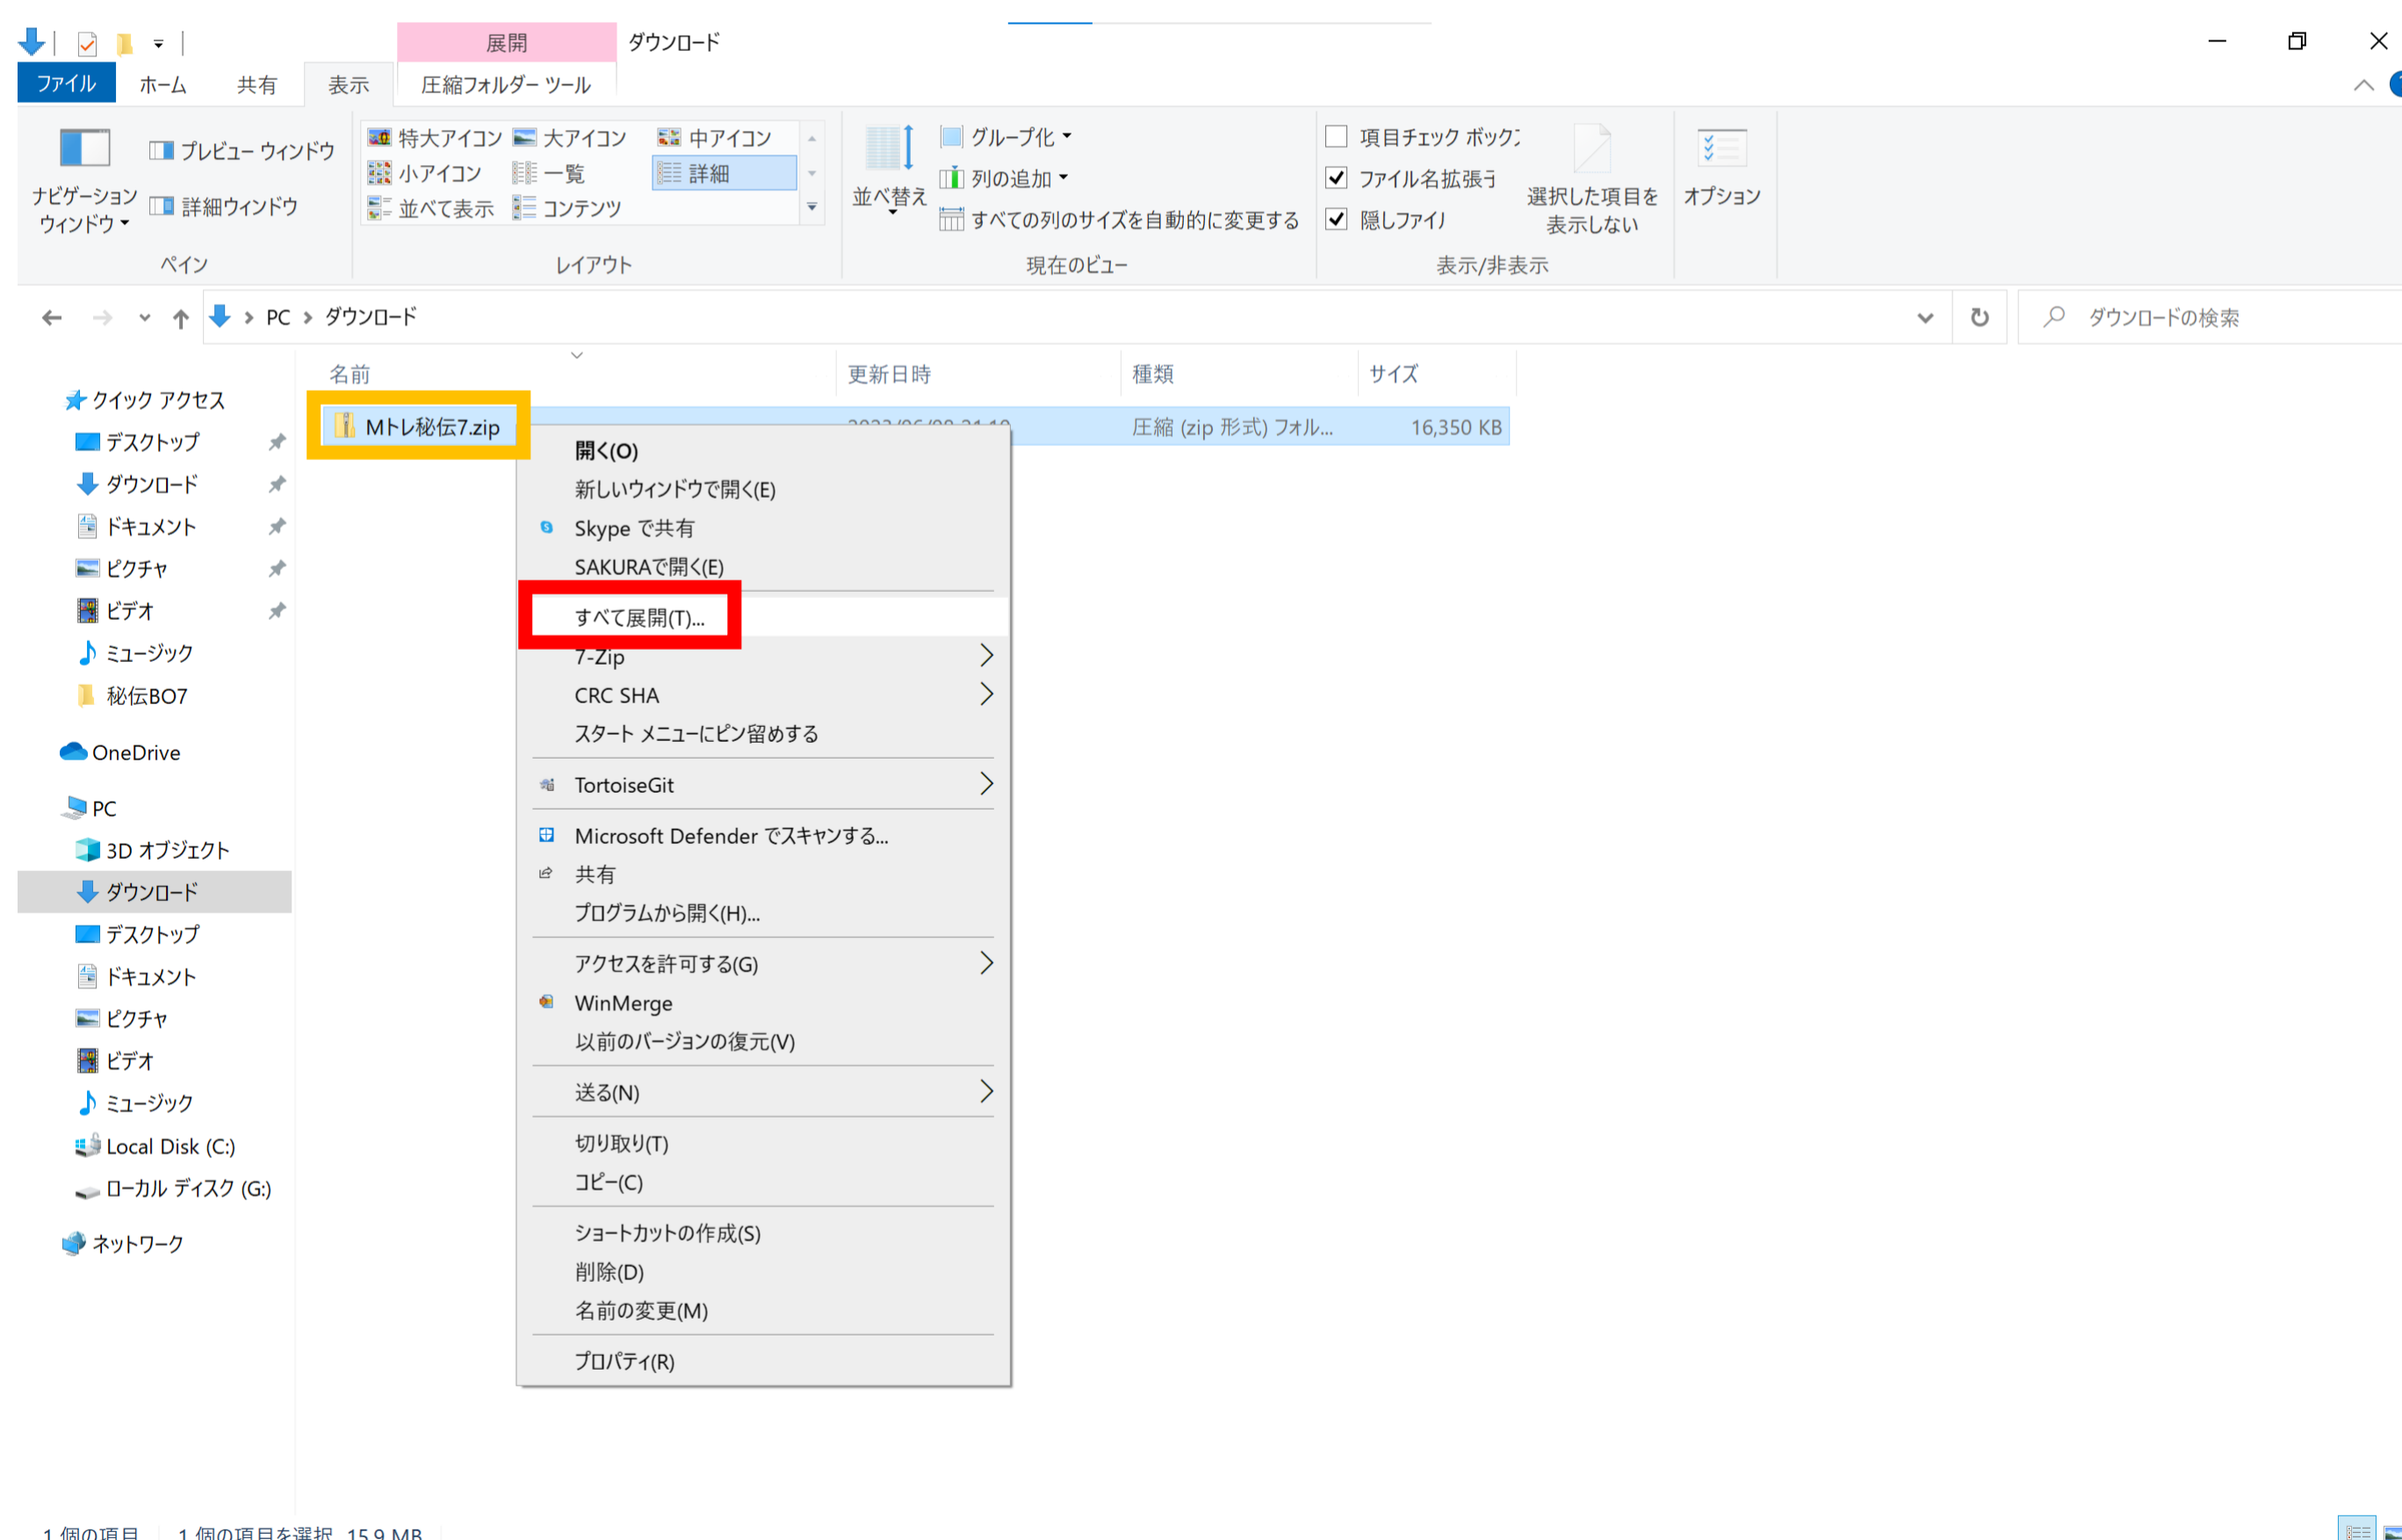 展開 ダウンロード
ファイル ホーム 共有 表示 圧縮フォルダー ツール
ナビゲーション
ウィンドウ
プレビュー ウィンドウ
詳細ウィンドウ
ペイン
特大アイコン 大アイコン 中アイコン
小アイコン 一覧 詳細
並べて表示 コンテンツ
レイアウト
並べ替え
グループ化
列の追加
すべての列のサイズを自動的に変更する
現在のビュー
項目チェック ボック
ファイル名拡張
隠しファイ
選択した項目を
表示しない
表示/非表示
オプション
PC ダウンロード
ダウンロードの検索
名前 更新日時 種類 サイズ
Mトレ秘伝7.zip 圧縮 (zip 形式) フォル... 16,350 KB
クイック アクセス
デスクトップ
ダウンロード
ドキュメント
ピクチャ
ビデオ
ミュージック
秘伝BO7
OneDrive
PC
3D オブジェクト
ダウンロード
デスクトップ
ドキュメント
ピクチャ
ビデオ
ミュージック
Local Disk (C:)
ローカル ディスク (G:)
ネットワーク
開く(O)
新しいウィンドウで開く(E)
Skype で共有
SAKURAで開く(E)
すべて展開(T)...
7-Zip
CRC SHA
スタート メニューにピン留めする
TortoiseGit
Microsoft Defender でスキャンする...
共有
プログラムから開く(H)...
アクセスを許可する(G)
WinMerge
以前のバージョンの復元(V)
送る(N)
切り取り(T)
コピー(C)
ショートカットの作成(S)
削除(D)
名前の変更(M)
プロパティ(R)
1 個の項目 1 個の項目を選択 15.9 MB